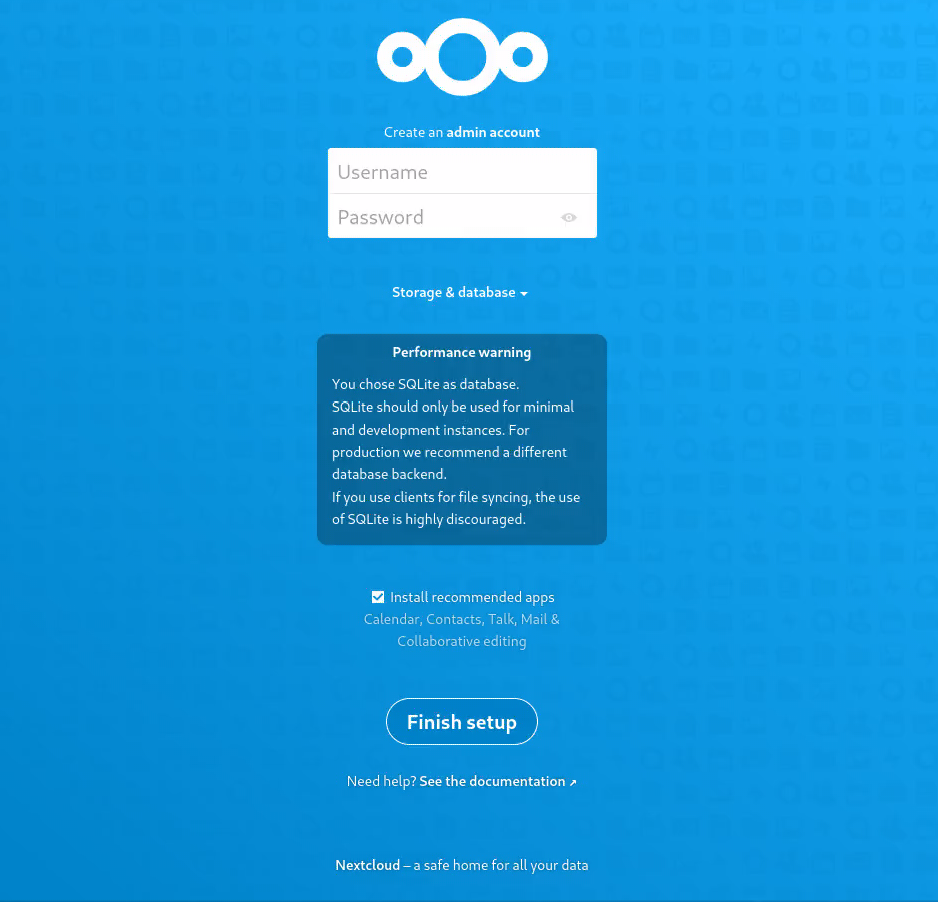 Create an admin account
Username
Password
Storage & database
Performance warning
You chose SQLite as database.
SQLite should only be used for minimal
and development instances. For
production we recommend a different
database backend.
If you use clients for file syncing, the use
of SQLite is highly discouraged.
Install recommended apps
Calendar, Contacts, Talk, Mail &
Collaborative editing
Finish setup
Need help? See the documentation ↗
Nextcloud – a safe home for all your data